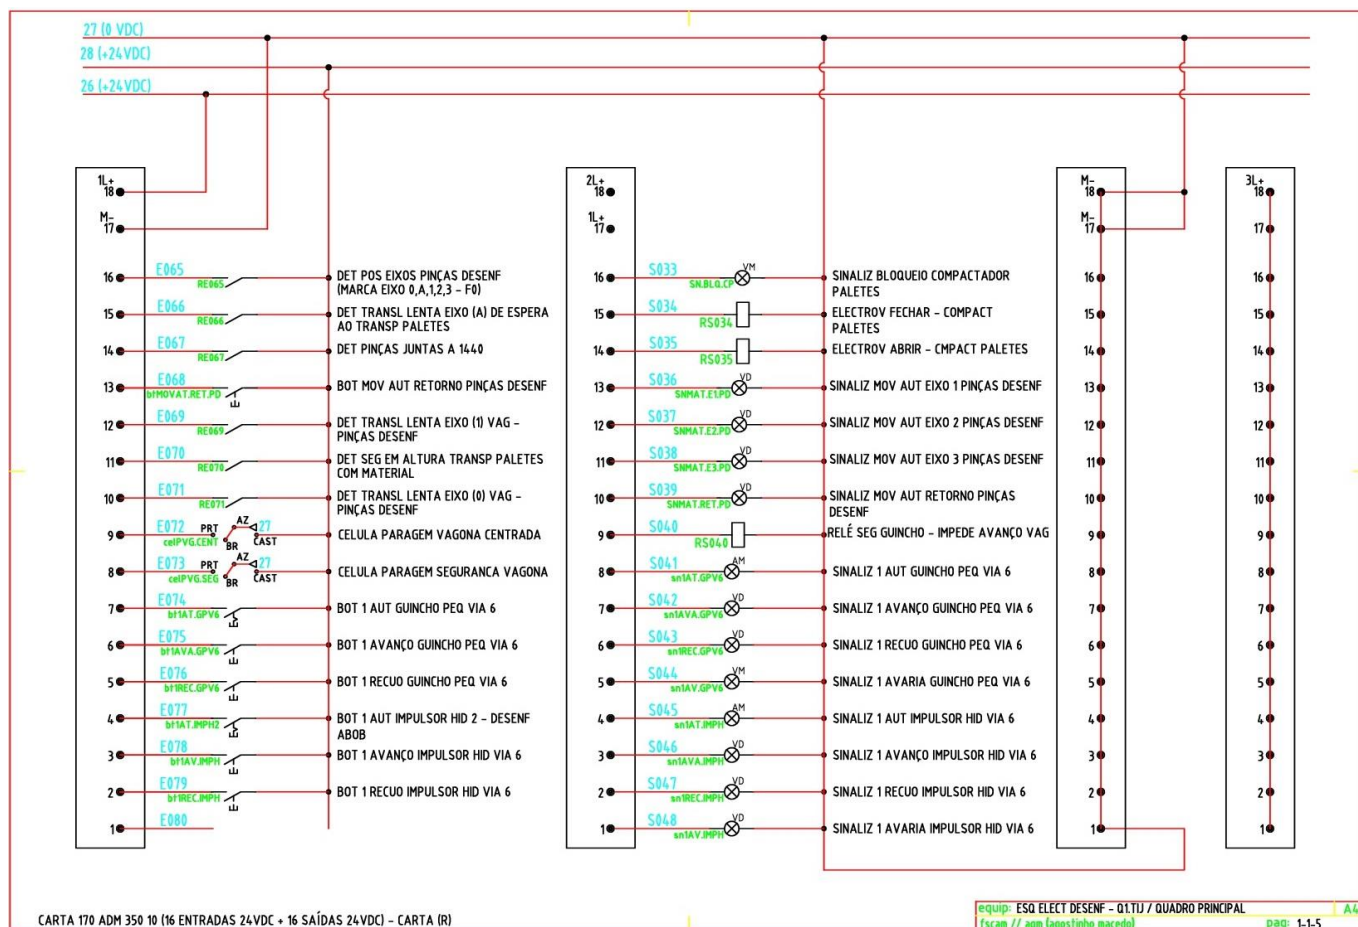 27 (0 VDC)
28 (+24VDC)
26 (+24VDC)
1L+
18
M-
17
16 E065 RE065 DET POS EIXOS PINÇAS DESENF
(MARCA EIXO 0,A,1,2,3 - F0)
15 E066 RE066 DET TRANSL LENTA EIXO (A) DE ESPERA
AO TRANSP PALETES
14 E067 RE067 DET PINÇAS JUNTAS A 1440
13 E068 btMOVAT.RET.PD BOT MOV AUT RETORNO PINÇAS DESENF
12 E069 RE069 DET TRANSL LENTA EIXO (1) VAG -
PINÇAS DESENF
11 E070 RE070 DET SEG EM ALTURA TRANSP PALETES
COM MATERIAL
10 E071 RE071 DET TRANSL LENTA EIXO (0) VAG -
PINÇAS DESENF
9 E072 celPVG.CENT PRT BR AZ 27 CAST CELULA PARAGEM VAGONA CENTRADA
8 E073 celPVG.SEG PRT BR AZ 27 CAST CELULA PARAGEM SEGURANCA VAGONA
7 E074 bt1AT.GPV6 BOT 1 AUT GUINCHO PEQ VIA 6
6 E075 bt1AVA.GPV6 BOT 1 AVANÇO GUINCHO PEQ VIA 6
5 E076 bt1REC.GPV6 BOT 1 RECUO GUINCHO PEQ VIA 6
4 E077 bt1AT.IMPH2 BOT 1 AUT IMPULSOR HID 2 - DESENF
ABOB
3 E078 bt1AV.IMPH BOT 1 AVANÇO IMPULSOR HID VIA 6
2 E079 bt1REC.IMPH BOT 1 RECUO IMPULSOR HID VIA 6
1 E080
2L+
18
1L+
17
16 S033 SN.BLQ.CP VM SINALIZ BLOQUEIO COMPACTADOR
PALETES
15 S034 RS034 ELECTROV FECHAR - COMPACT
PALETES
14 S035 RS035 ELECTROV ABRIR - CMPACT PALETES
13 S036 SNMAT.E1.PD VD SINALIZ MOV AUT EIXO 1 PINÇAS DESENF
12 S037 SNMAT.E2.PD VD SINALIZ MOV AUT EIXO 2 PINÇAS DESENF
11 S038 SNMAT.E3.PD VD SINALIZ MOV AUT EIXO 3 PINÇAS DESENF
10 S039 SNMAT.RET.PD VD SINALIZ MOV AUT RETORNO PINÇAS
DESENF
9 S040 RS040 RELÉ SEG GUINCHO - IMPEDE AVANÇO VAG
8 S041 sn1AT.GPV6 AM SINALIZ 1 AUT GUINCHO PEQ VIA 6
7 S042 sn1AVA.GPV6 VD SINALIZ 1 AVANÇO GUINCHO PEQ VIA 6
6 S043 sn1REC.GPV6 VD SINALIZ 1 RECUO GUINCHO PEQ VIA 6
5 S044 sn1AV.GPV6 VM SINALIZ 1 AVARIA GUINCHO PEQ VIA 6
4 S045 sn1AT.IMPH AM SINALIZ 1 AUT IMPULSOR HID VIA 6
3 S046 sn1AVA.IMPH VD SINALIZ 1 AVANÇO IMPULSOR HID VIA 6
2 S047 sn1REC.IMPH VD SINALIZ 1 RECUO IMPULSOR HID VIA 6
1 S048 sn1AV.IMPH VD SINALIZ 1 AVARIA IMPULSOR HID VIA 6
M-
18
M-
17
16
15
14
13
12
11
10
9
8
7
6
5
4
3
2
1
3L+
18
17
16
15
14
13
12
11
10
9
8
7
6
5
4
3
2
1
CARTA 170 ADM 350 10 (16 ENTRADAS 24VDC + 16 SAÍDAS 24VDC) - CARTA (R)
equip: ESQ ELECT DESENF - Q1.TIJ / QUADRO PRINCIPAL A4
fscam // agm (agostinho macedo) pag: 1-1-5